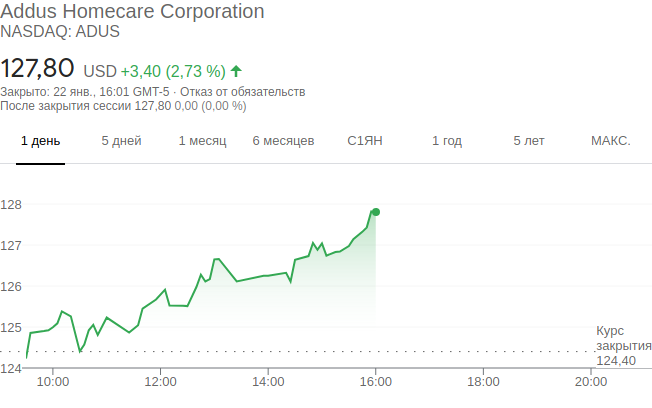 Addus Homecare Corporation
NASDAQ: ADUS
127,80 USD +3,40 (2,73 %)
Закрыто: 22 янв., 16:01 GMT-5 · Отказ от обязательств
После закрытия сессии 127,80 0,00 (0,00 %)
1 день 5 дней 1 месяц 6 месяцев С1ЯН 1 год 5 лет МАКС.
128
127
126
125
Курс
закрытия
124,40
124
10:00 12:00 14:00 16:00 18:00 20:00